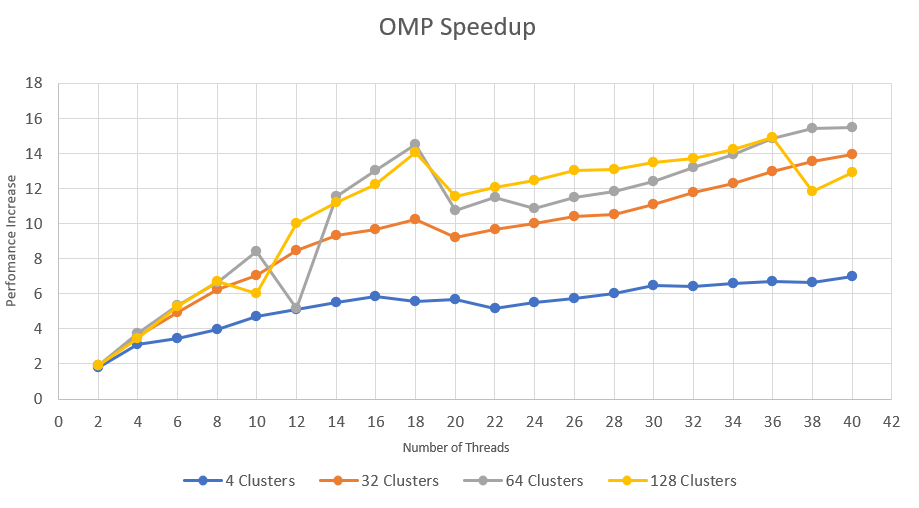 OMP Speedup
18
16
14
12
10
8
6
4
2
0
Perfomance Increase
0 2 4 6 8 10 12 14 16 18 20 22 24 26 28 30 32 34 36 38 40 42
Number of Threads
4 Clusters 32 Clusters 64 Clusters 128 Clusters